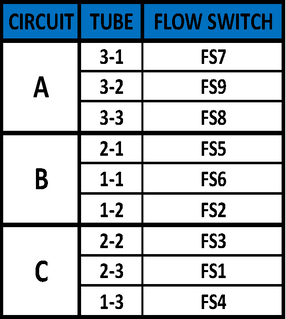 CIRCUIT TUBE FLOW SWITCH
A
3-1 FS7
3-2 FS9
3-3 FS8
B
2-1 FS5
1-1 FS6
1-2 FS2
C
2-2 FS3
2-3 FS1
1-3 FS4